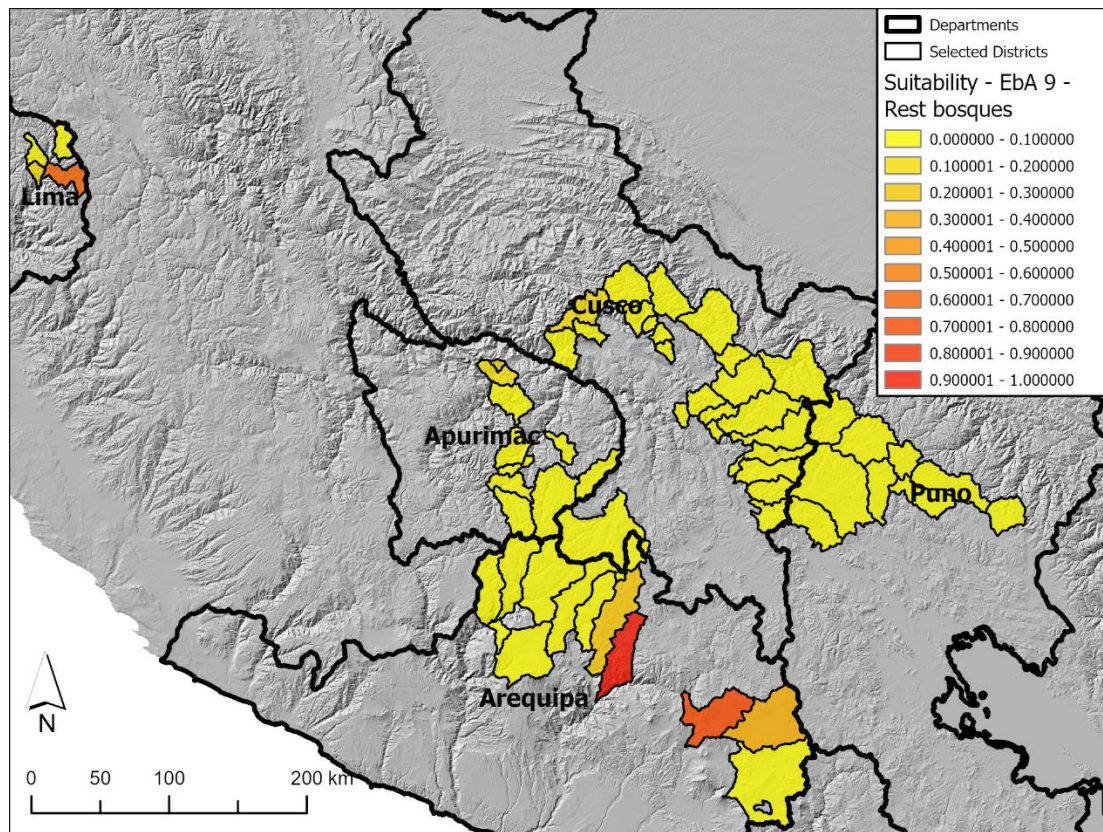 Departments
Selected Districts
Suitability - EbA 9 -
Rest bosques
0.000000 - 0.100000
0.100001 - 0.200000
0.200001 - 0.300000
0.300001 - 0.400000
0.400001 - 0.500000
0.500001 - 0.600000
0.600001 - 0.700000
0.700001 - 0.800000
0.800001 - 0.900000
0.900001 - 1.000000
Lima
Cusco
Apurimac
Puno
Arequipa
N
0 50 100 200 km